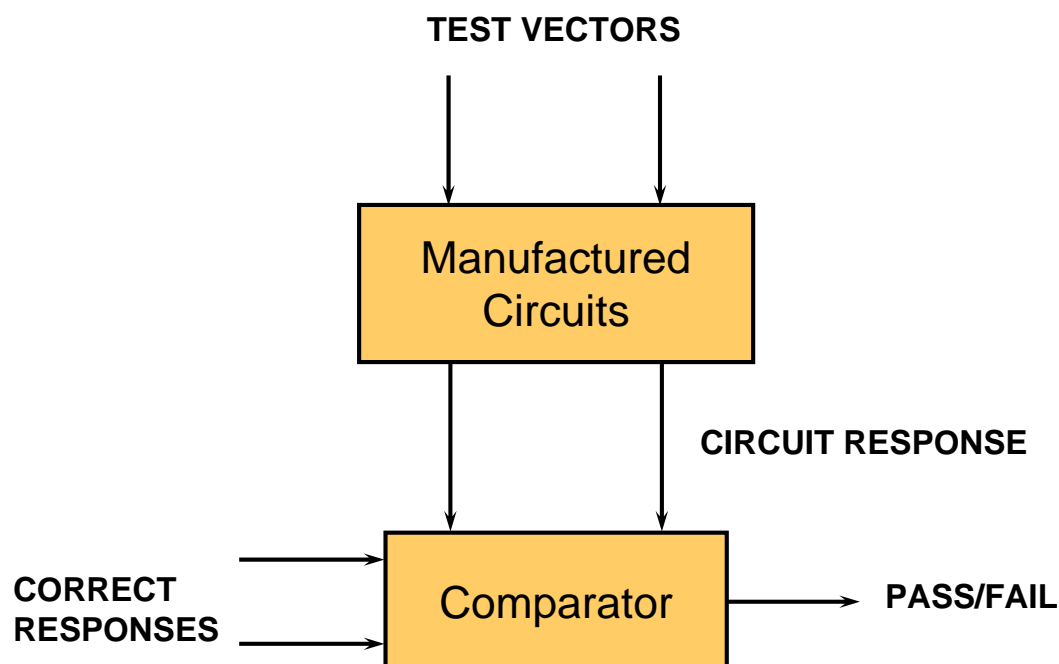 TEST VECTORS
Manufactured
Circuits
CIRCUIT RESPONSE
CORRECT
RESPONSES
Comparator
PASS/FAIL